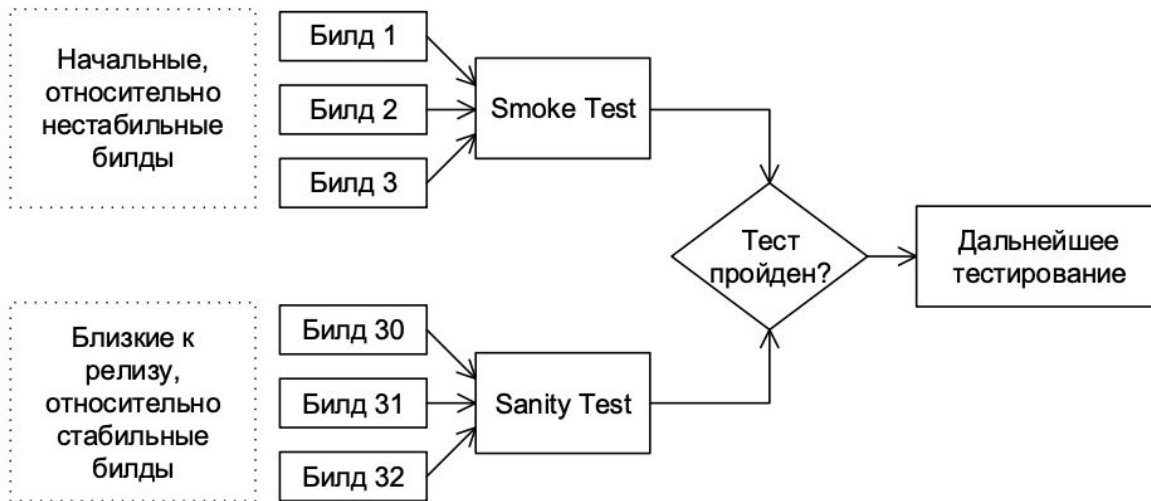 Начальные,
относительно
нестабильные
билды
Билд 1
Билд 2
Билд 3
Smoke Test
Тест
пройден?
Дальнейшее
тестирование
Близкие к
релизу,
относительно
стабильные
билды
Билд 30
Билд 31
Билд 32
Sanity Test